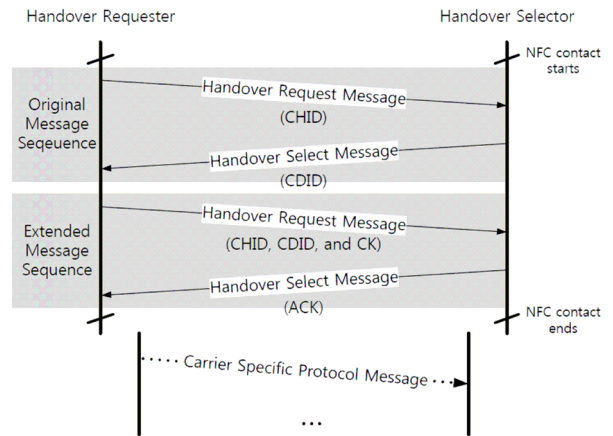 Handover Requester
Handover Selector
NFC contact
starts
Original
Message
Seqeuence
Handover Request Message
(CHID)
Handover Select Message
(CDID)
Extended
Message
Sequence
Handover Request Message
(CHID, CDID, and CK)
Handover Select Message
(ACK)
NFC contact
ends
Carrier Specific Protocol Message
...